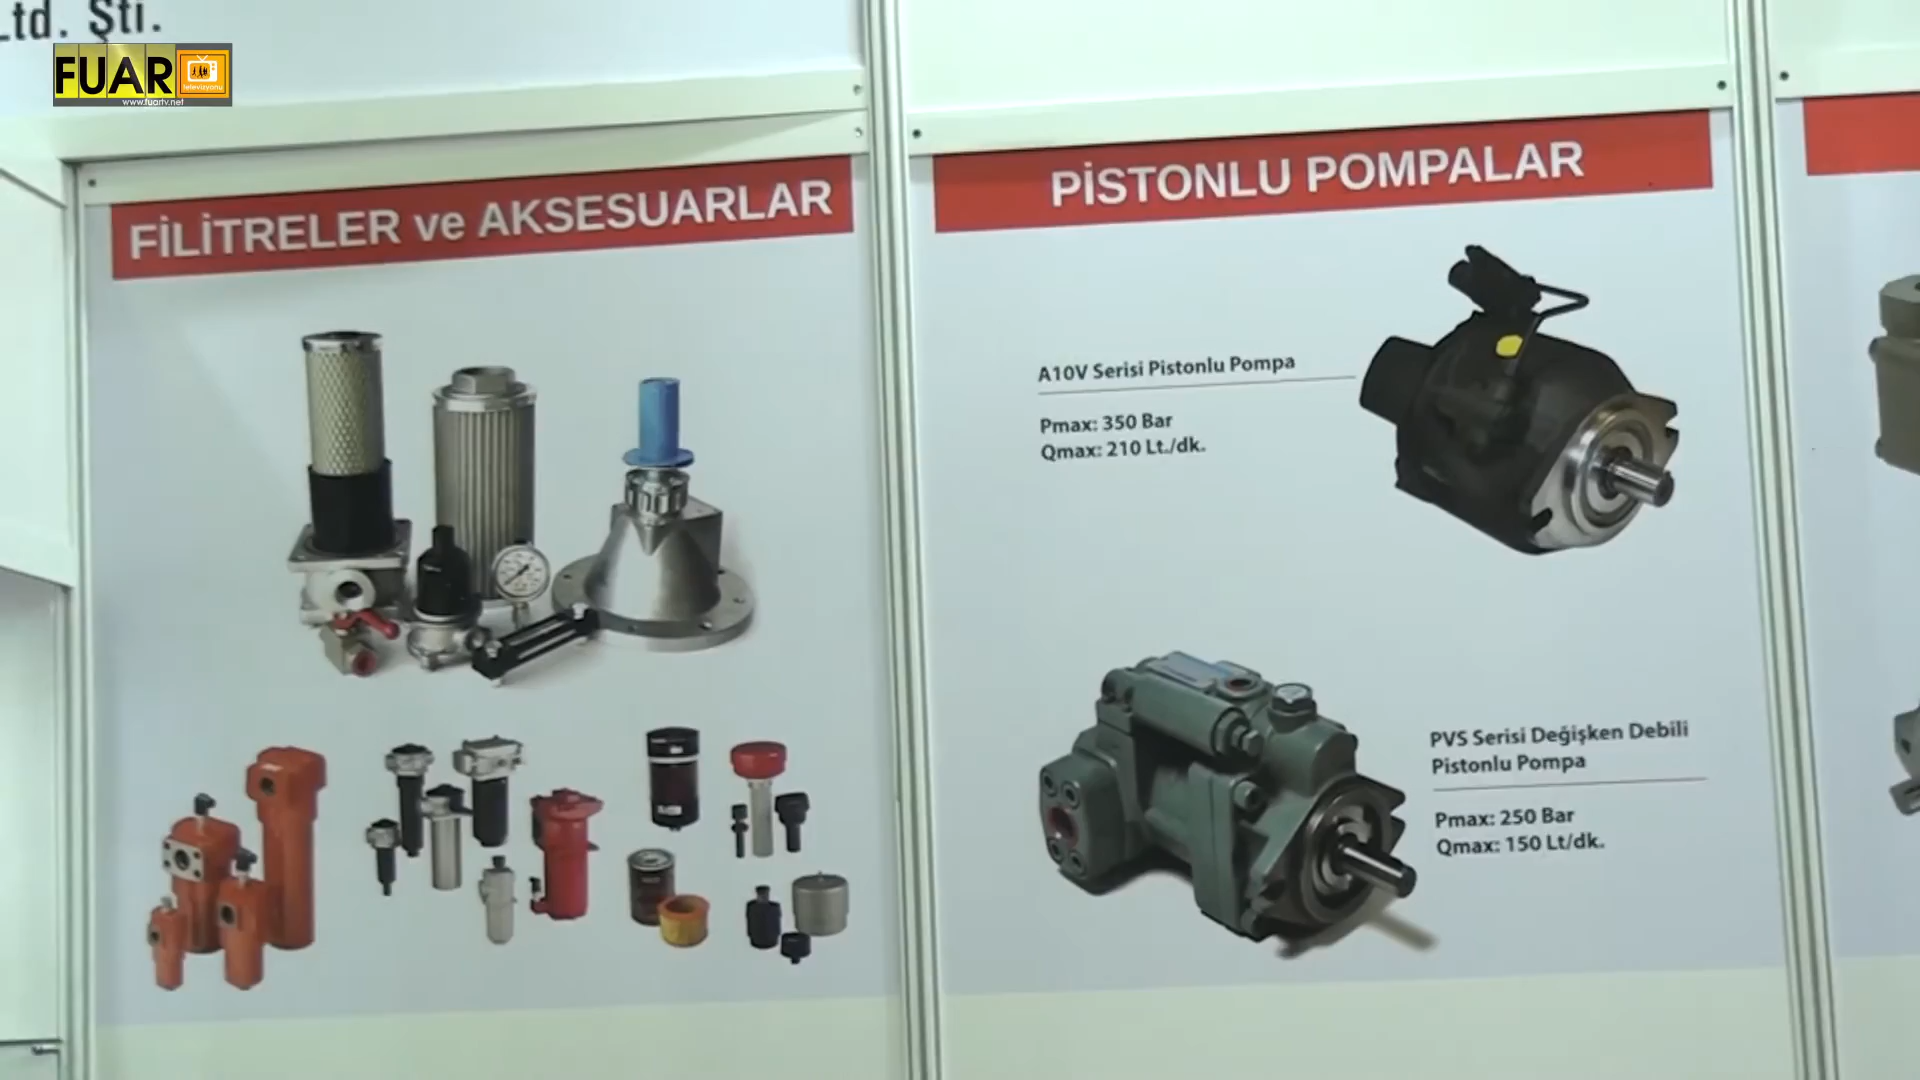 Ltd. Şti.
FUAR
televizyonu
www.fuartv.net
FİLİTRELER ve AKSESUARLAR
PİSTONLU POMPALAR
A10V Serisi Pistonlu Pompa
Pmax: 350 Bar
Qmax: 210 Lt./dk.
PVS Serisi Değişken Debili
Pistonlu Pompa
Pmax: 250 Bar
Qmax: 150 Lt/dk.